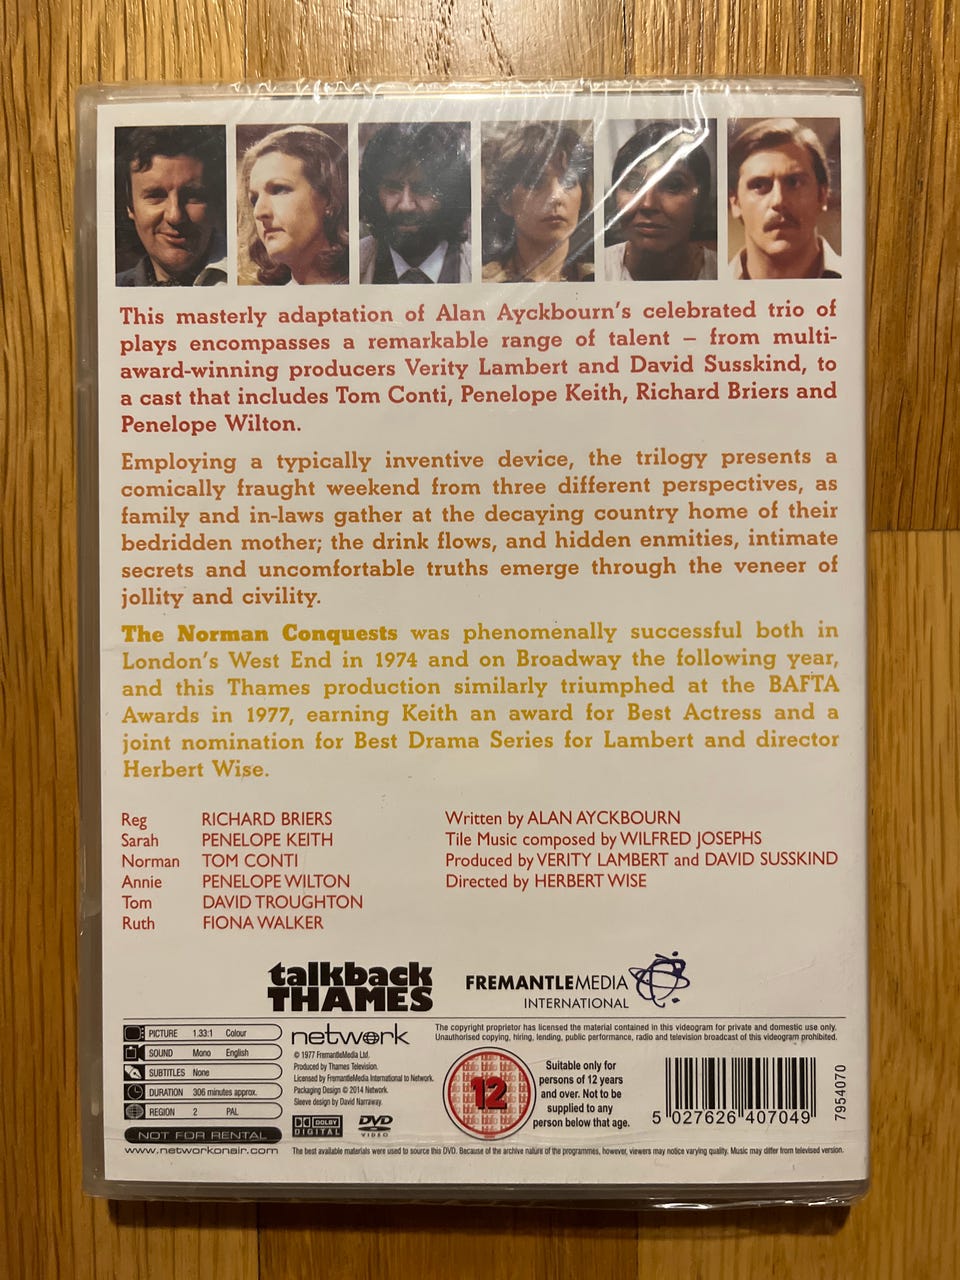 This masterly adaptation of Alan Ayckbourn's celebrated trio of
plays encompasses a remarkable range of talent – from multi-
award-winning producers Verity Lambert and David Susskind, to
a cast that includes Tom Conti, Penelope Keith, Richard Briers and
Penelope Wilton.
Employing a typically inventive device, the trilogy presents a
comically fraught weekend from three different perspectives, as
family and in-laws gather at the decaying country home of their
bedridden mother; the drink flows, and hidden enmities, intimate
secrets and uncomfortable truths emerge through the veneer of
jollity and civility.
The Norman Conquests was phenomenally successful both in
London's West End in 1974 and on Broadway the following year,
and this Thames production similarly triumphed at the BAFTA
Awards in 1977, earning Keith an award for Best Actress and a
joint nomination for Best Drama Series for Lambert and director
Herbert Wise.
Reg RICHARD BRIERS
Sarah PENELOPE KEITH
Norman TOM CONTI
Annie PENELOPE WILTON
Tom DAVID TROUGHTON
Ruth FIONA WALKER
Written by ALAN AYCKBOURN
Tile Music composed by WILFRED JOSEPHS
Produced by VERITY LAMBERT and DAVID SUSSKIND
Directed by HERBERT WISE
talkback
THAMES
FREMANTLEMEDIA
INTERNATIONAL
PICTURE 1.33:1 Colour
SOUND Mono English
SUBTITLES None
DURATION 306 minutes approx.
REGION 2 PAL
NOT FOR RENTAL
www.networkonair.com
network
© 1977 FremantleMedia Ltd.
Produced by Thames Television.
Licensed by FremantleMedia International to Network.
Packaging Design © 2014 Network.
Sleeve design by David Narraway.
DOLBY
DIGITAL
DVD
VIDEO
The copyright proprietor has licensed the material contained in this videogram for private and domestic use only.
Unauthorised copying, hiring, lending, public performance, radio and television broadcast of this videogram prohibited.
12
Suitable only for
persons of 12 years
and over. Not to be
supplied to any
person below that age.
5 027626 407049
7954070
The best available materials were used to source this DVD. Because of the archive nature of the programmes, however, viewers may notice varying quality. Music may differ from televised version.